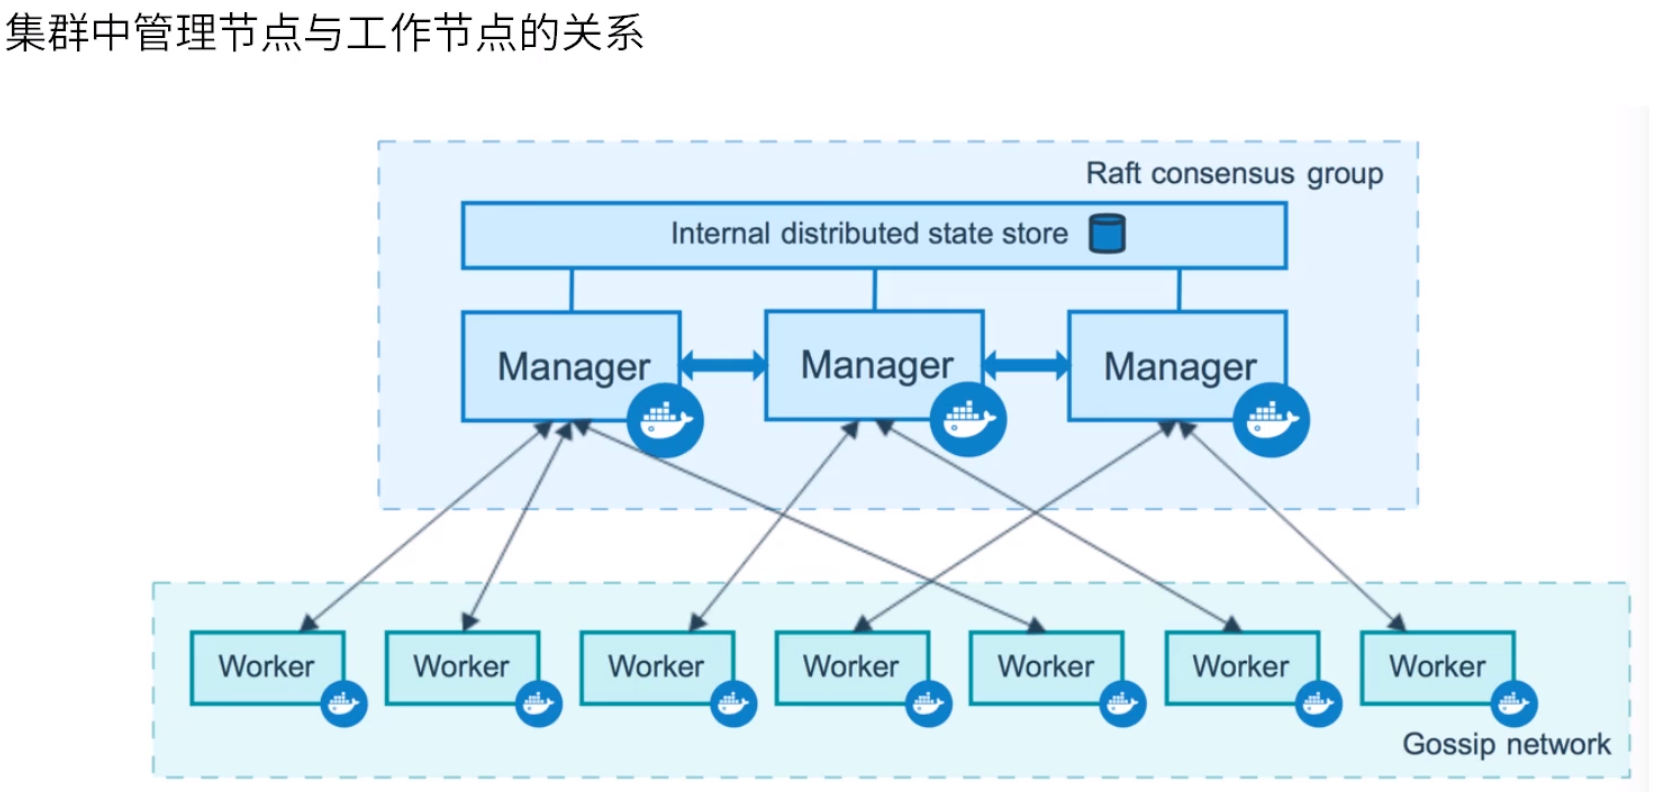 集群中管理节点与工作节点的关系
Raft consensus group
Internal distributed state store
Manager
Manager
Manager
Worker
Worker
Worker
Worker
Worker
Worker
Worker
Gossip network